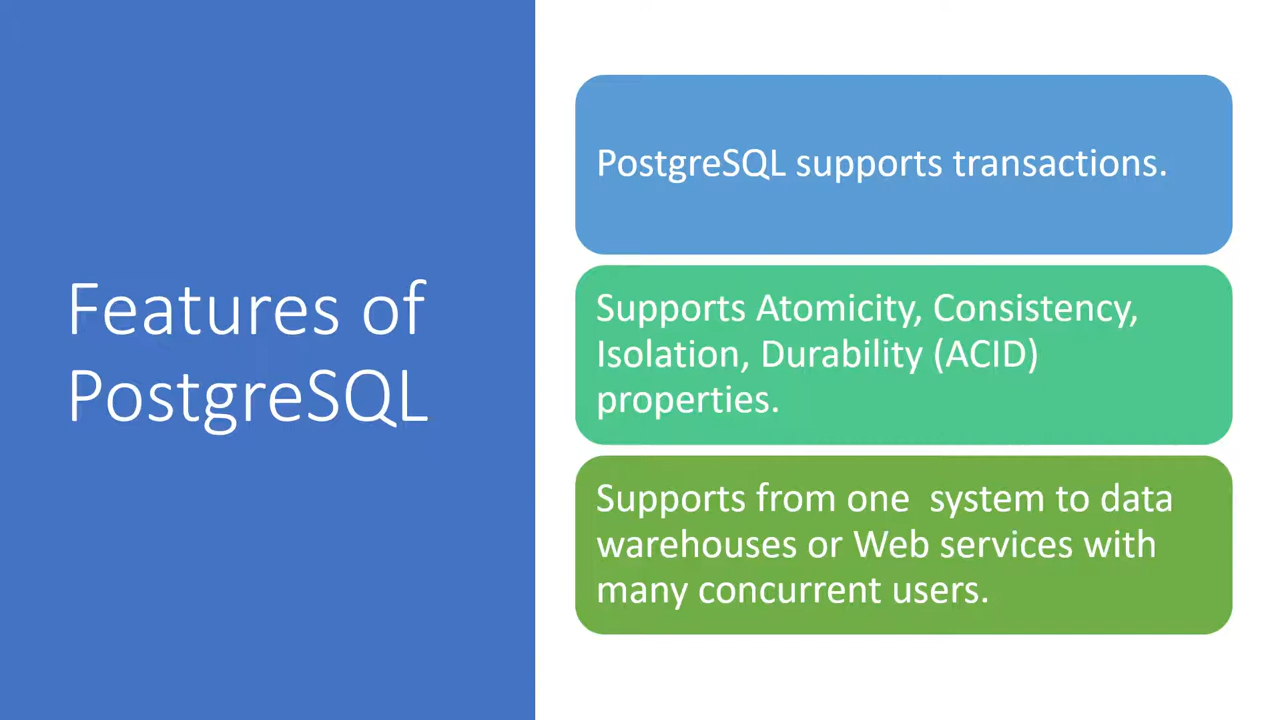 Features of
PostgreSQL
PostgreSQL supports transactions.
Supports Atomicity, Consistency,
Isolation, Durability (ACID)
properties.
Supports from one  system to data
warehouses or Web services with
many concurrent users.